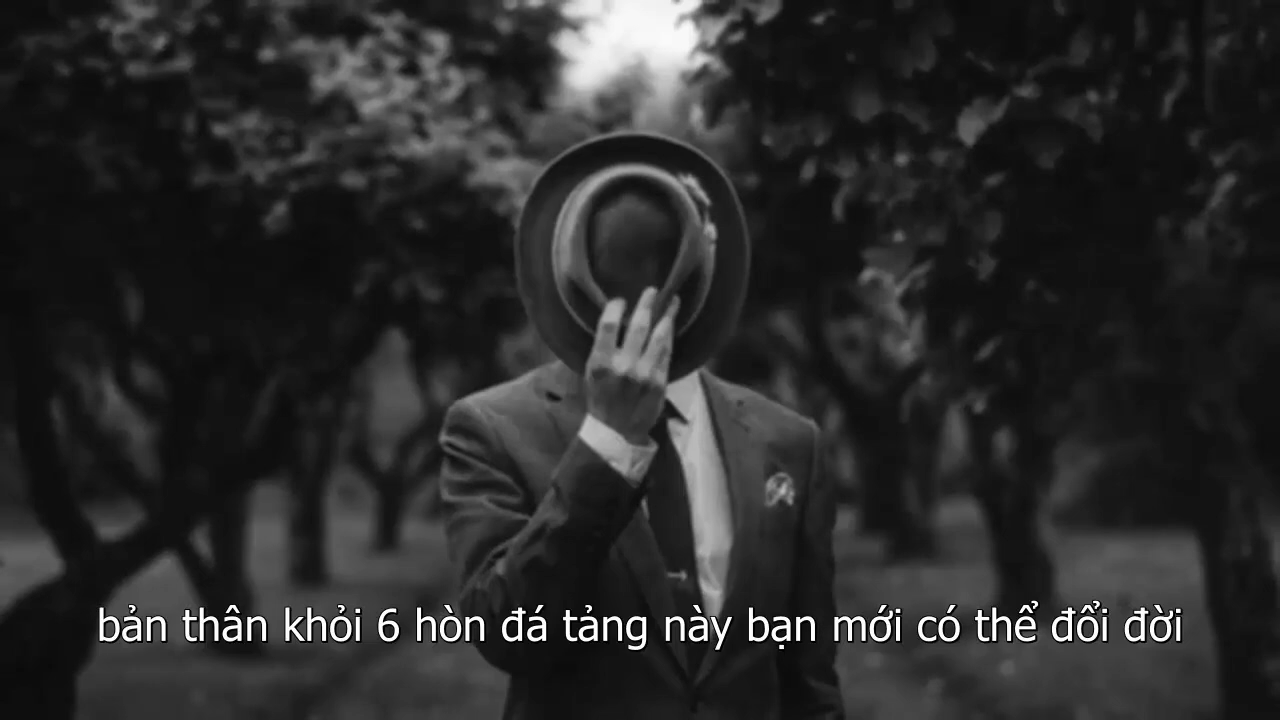 bản thân khỏi 6 hòn đá tảng này bạn mới có thể đổi đời